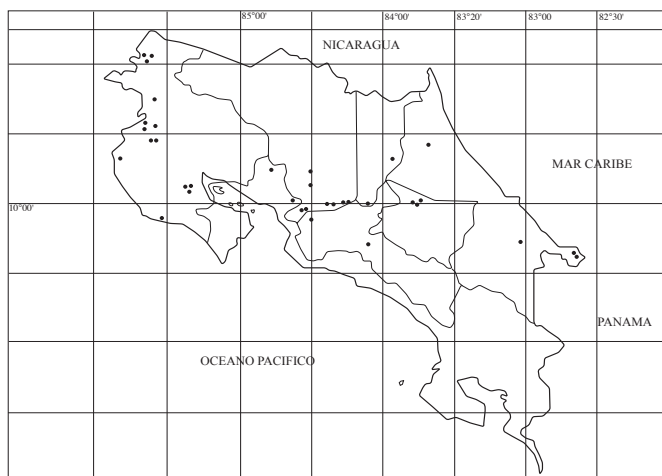 85°00' 84°00' 83°20' 83°00' 82°30'
NICARAGUA
MAR CARIBE
10°00'
PANAMA
OCEANO PACIFICO